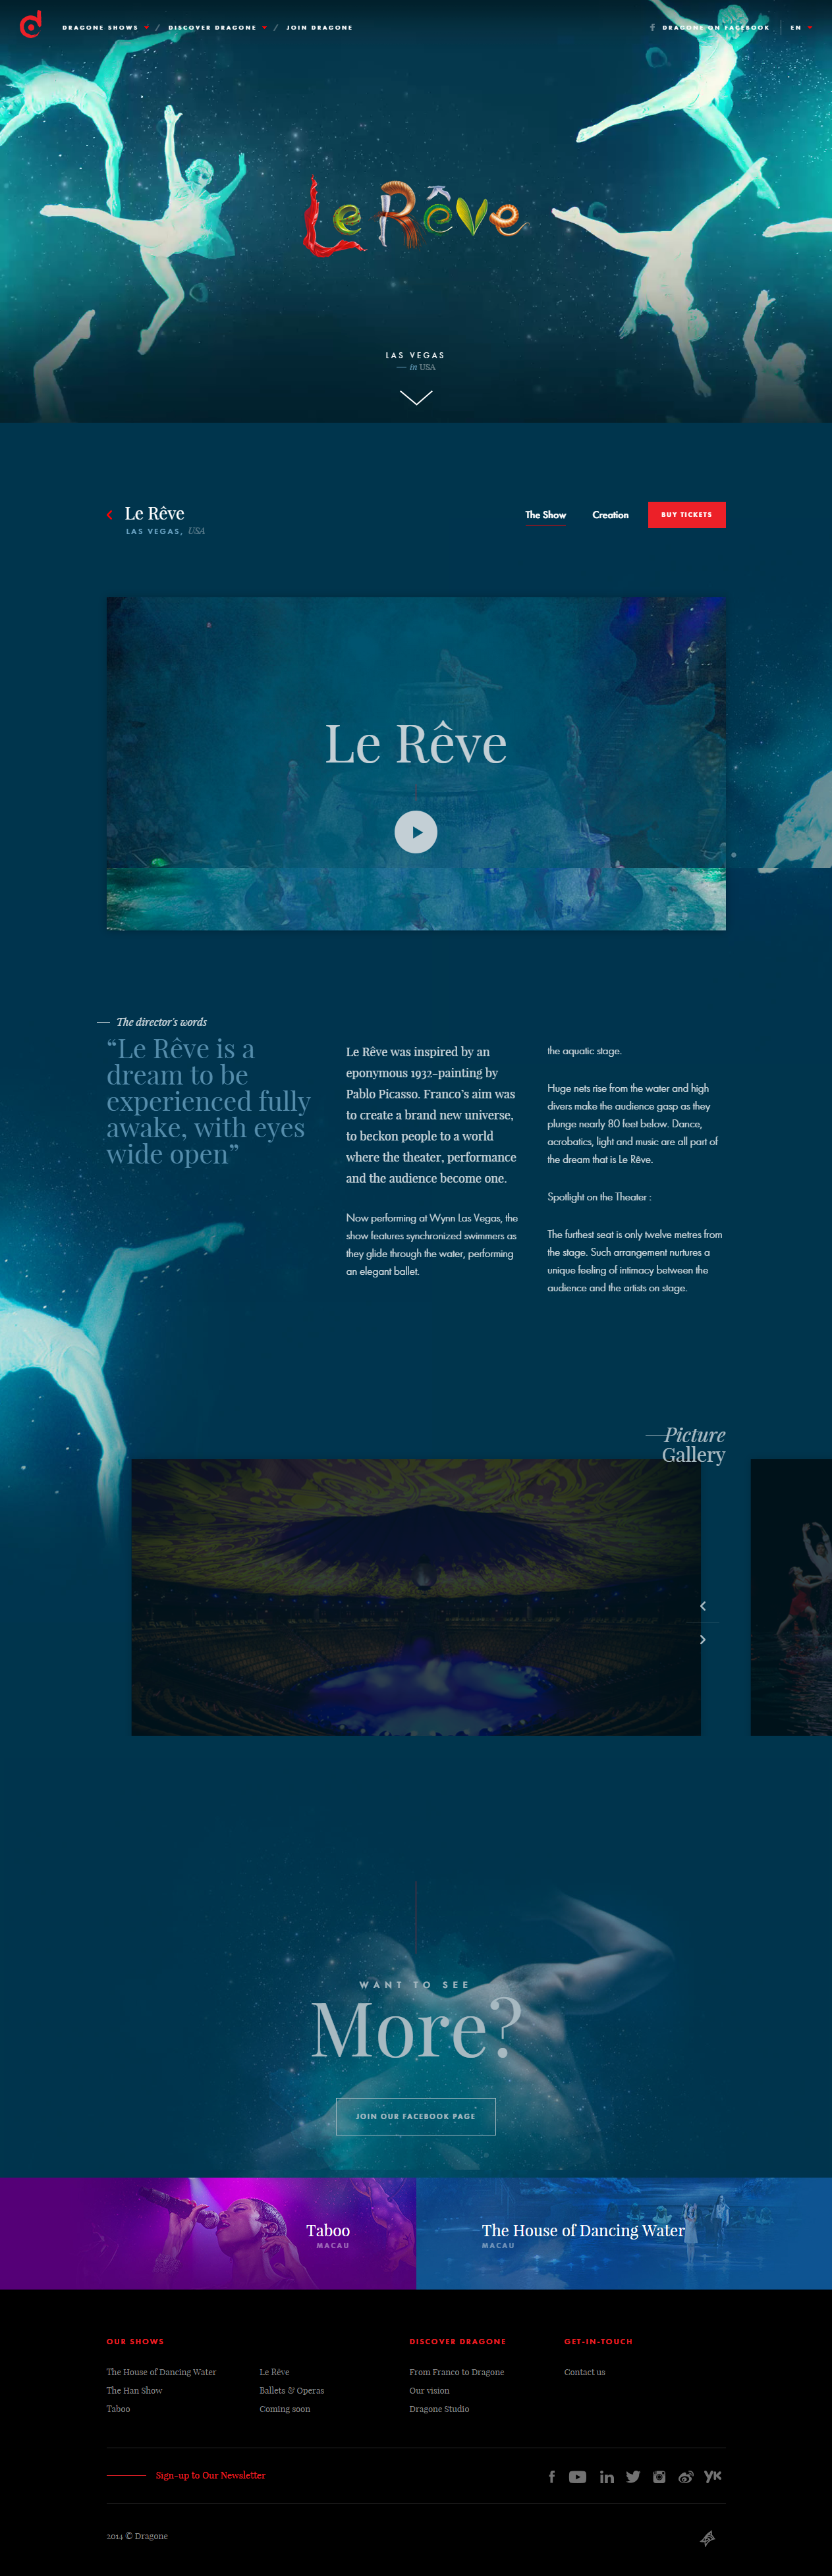 DRAGONE SHOWS / DISCOVER DRAGONE / JOIN DRAGONE
DRAGONE ON FACEBOOK
EN
Le Rêve
LAS VEGAS
in USA
Le Rêve
LAS VEGAS, USA
The Show
Creation
BUY TICKETS
Le Rêve
The director's words
“Le Rêve is a
dream to be
experienced fully
awake, with eyes
wide open”
Le Rêve was inspired by an
eponymous 1932-painting by
Pablo Picasso. Franco’s aim was
to create a brand new universe,
to beckon people to a world
where the theater, performance
and the audience become one.
Now performing at Wynn Las Vegas, the
show features synchronized swimmers as
they glide through the water, performing
an elegant ballet.
the aquatic stage.
Huge nets rise from the water and high
divers make the audience gasp as they
plunge nearly 80 feet below. Dance,
acrobatics, light and music are all part of
the dream that is Le Rêve.
Spotlight on the Theater :
The furthest seat is only twelve metres from
the stage. Such arrangement nurtures a
unique feeling of intimacy between the
audience and the artists on stage.
Picture
Gallery
WANT TO SEE
More?
JOIN OUR FACEBOOK PAGE
Taboo
MACAU
The House of Dancing Water
MACAU
OUR SHOWS
The House of Dancing Water
The Han Show
Taboo
Le Rêve
Ballets & Operas
Coming soon
DISCOVER DRAGONE
From Franco to Dragone
Our vision
Dragone Studio
GET-IN-TOUCH
Contact us
Sign-up to Our Newsletter
2014 © Dragone